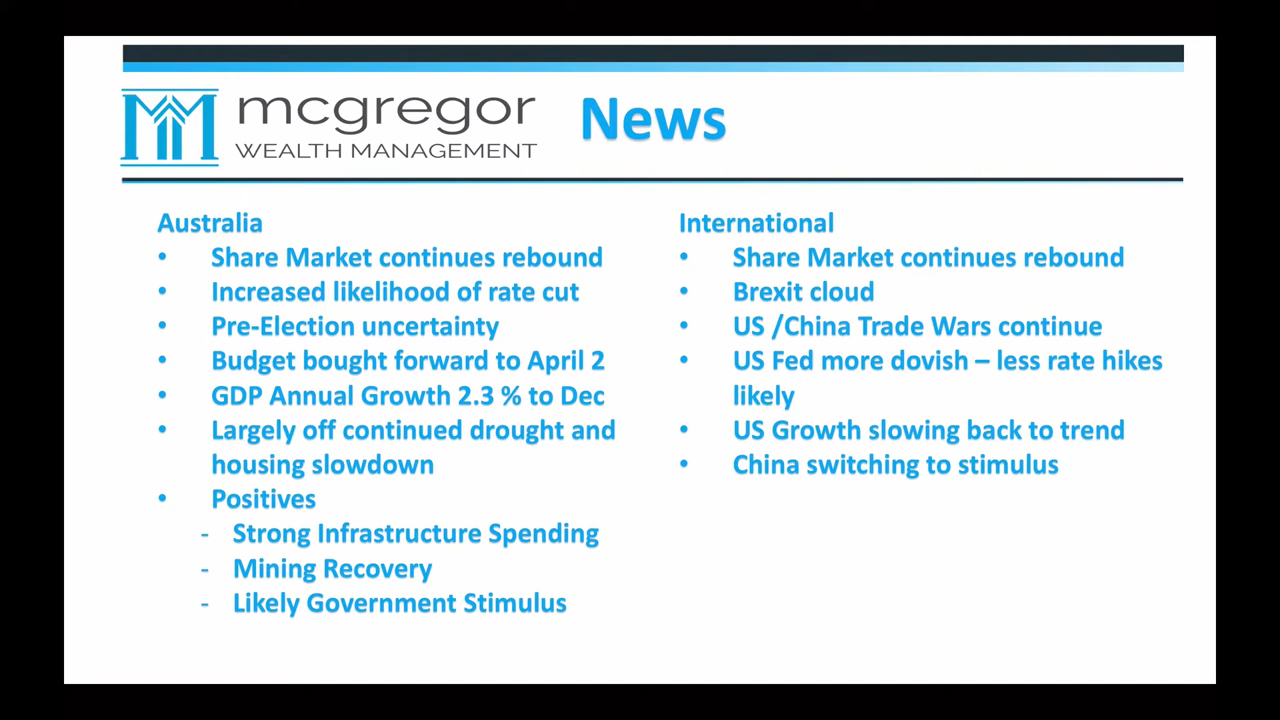 mcgregor
WEALTH MANAGEMENT
News
Australia
• Share Market continues rebound
• Increased likelihood of rate cut
• Pre-Election uncertainty
• Budget bought forward to April 2
• GDP Annual Growth 2.3 % to Dec
• Largely off continued drought and
housing slowdown
• Positives
- Strong Infrastructure Spending
- Mining Recovery
- Likely Government Stimulus
International
• Share Market continues rebound
• Brexit cloud
• US /China Trade Wars continue
• US Fed more dovish – less rate hikes
likely
• US Growth slowing back to trend
• China switching to stimulus